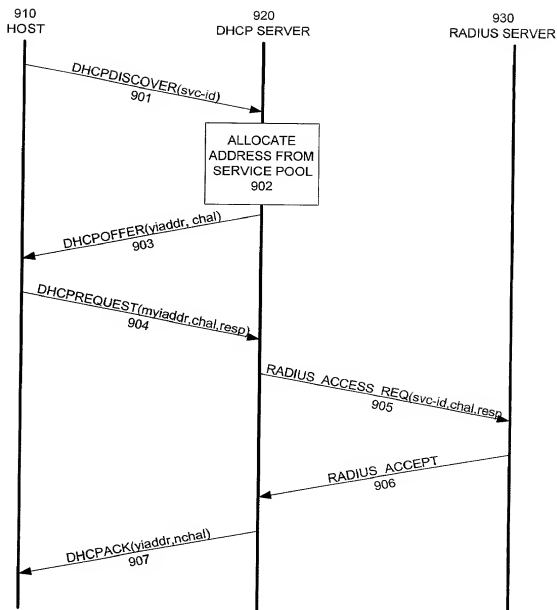 910
HOST
920
DHCP SERVER
930
RADIUS SERVER
DHCPDISCOVER(svc-id)
901
ALLOCATE
ADDRESS FROM
SERVICE POOL
902
DHCPOFFER(yiaddr, chal)
903
DHCPREQUEST(myiaddr,chal,resp)
904
RADIUS_ACCESS_REQ(svc-id,chal,resp
905
RADIUS_ACCEPT
906
DHCPACK(yiaddr,nchal)
907